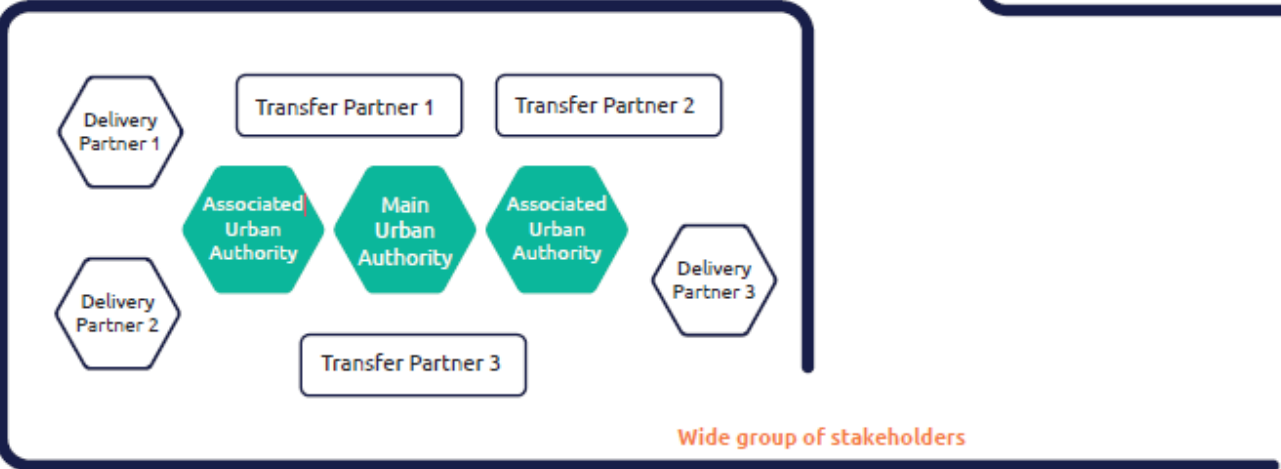 Delivery
Partner 1
Transfer Partner 1
Transfer Partner 2
Associated
Urban
Authority
Main
Urban
Authority
Associated
Urban
Authority
Delivery
Partner 2
Delivery
Partner 3
Transfer Partner 3
Wide group of stakeholders